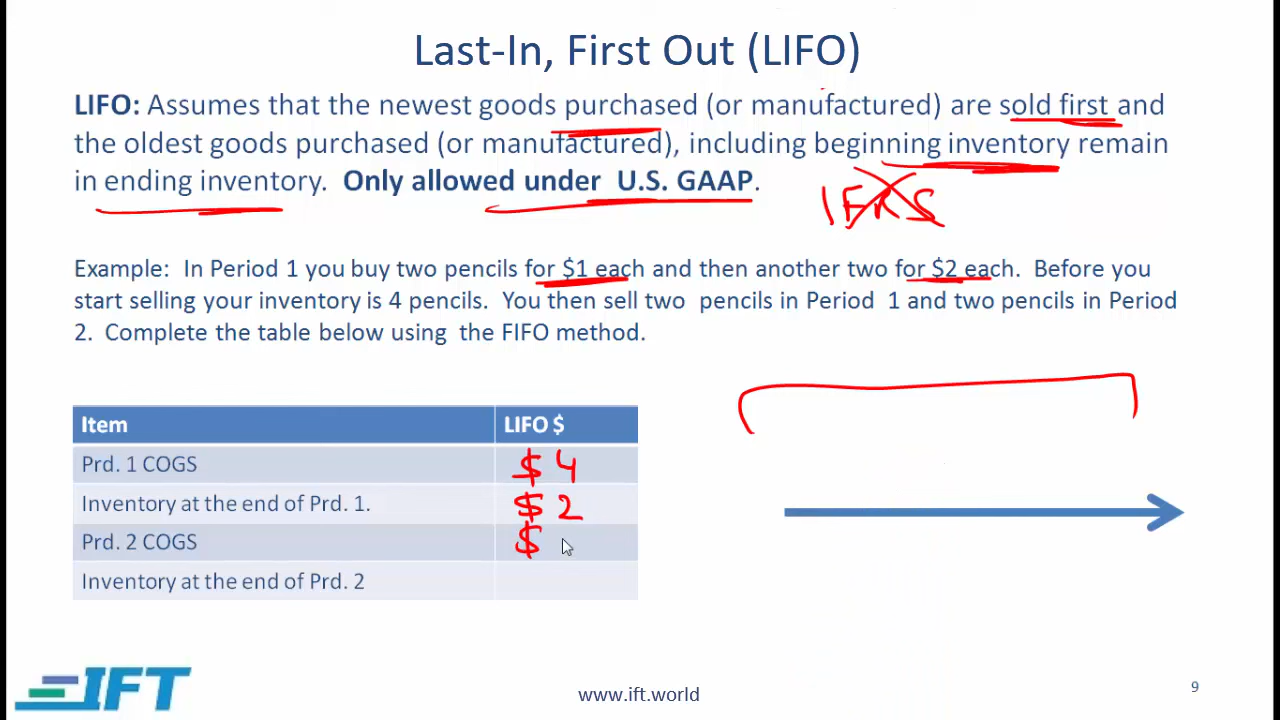 Last-In, First Out (LIFO)
LIFO: Assumes that the newest goods purchased (or manufactured) are sold first and
the oldest goods purchased (or manufactured), including beginning inventory remain
in ending inventory. Only allowed under U.S. GAAP.
IFRS
Example: In Period 1 you buy two pencils for $1 each and then another two for $2 each. Before you
start selling your inventory is 4 pencils. You then sell two pencils in Period 1 and two pencils in Period
2. Complete the table below using the FIFO method.
Item LIFO $
Prd. 1 COGS $ 4
Inventory at the end of Prd. 1. $ 2
Prd. 2 COGS $
Inventory at the end of Prd. 2
IFT
www.ift.world
9